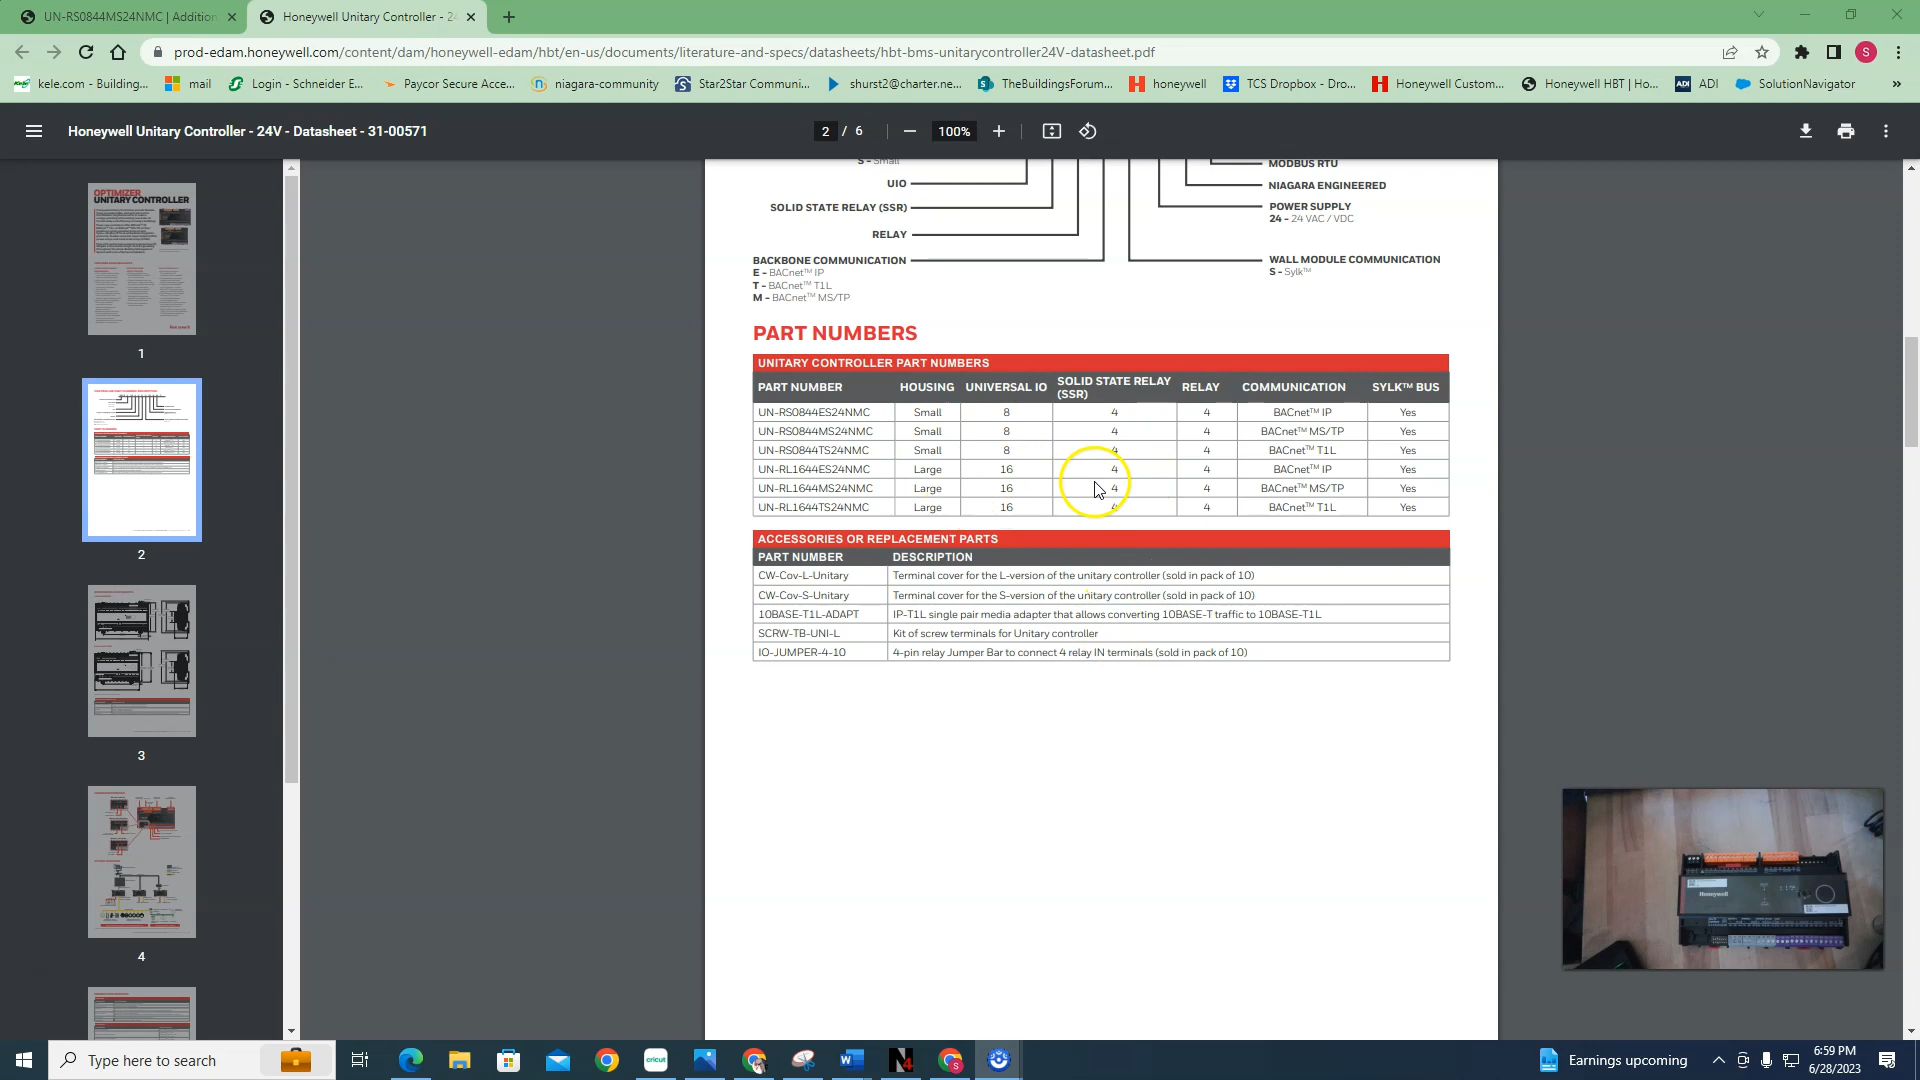 UN-RS0844MS24NMC | Addition
Honeywell Unitary Controller - 24
prod-edam.honeywell.com/content/dam/honeywell-edam/hbt/en-us/documents/literature-and-specs/datasheets/hbt-bms-unitarycontroller24V-datasheet.pdf
S
kele.com - Building...
mail
Login - Schneider E...
Paycor Secure Acce...
niagara-community
Star2Star Communi...
shurst2@charter.ne...
TheBuildingsForum...
honeywell
TCS Dropbox - Dro...
Honeywell Custom...
Honeywell HBT | Ho...
ADI
SolutionNavigator
Honeywell Unitary Controller - 24V - Datasheet - 31-00571
2 / 6
100%
OPTIMIZER
UNITARY CONTROLLER
1
2
3
4
S - Small
UIO
SOLID STATE RELAY (SSR)
RELAY
BACKBONE COMMUNICATION
E - BACnet™ IP
T - BACnet™ T1L
M - BACnet™ MS/TP
MODBUS RTU
NIAGARA ENGINEERED
POWER SUPPLY
24 - 24 VAC / VDC
WALL MODULE COMMUNICATION
S - Sylk™
PART NUMBERS
UNITARY CONTROLLER PART NUMBERS
PART NUMBER HOUSING UNIVERSAL IO SOLID STATE RELAY (SSR) RELAY COMMUNICATION SYLK™ BUS
UN-RS0844ES24NMC Small 8 4 4 BACnet™ IP Yes
UN-RS0844MS24NMC Small 8 4 4 BACnet™ MS/TP Yes
UN-RS0844TS24NMC Small 8 4 4 BACnet™ T1L Yes
UN-RL1644ES24NMC Large 16 4 4 BACnet™ IP Yes
UN-RL1644MS24NMC Large 16 4 4 BACnet™ MS/TP Yes
UN-RL1644TS24NMC Large 16 4 4 BACnet™ T1L Yes
ACCESSORIES OR REPLACEMENT PARTS
PART NUMBER DESCRIPTION
CW-Cov-L-Unitary Terminal cover for the L-version of the unitary controller (sold in pack of 10)
CW-Cov-S-Unitary Terminal cover for the S-version of the unitary controller (sold in pack of 10)
10BASE-T1L-ADAPT IP-T1L single pair media adapter that allows converting 10BASE-T traffic to 10BASE-T1L
SCRW-TB-UNI-L Kit of screw terminals for Unitary controller
IO-JUMPER-4-10 4-pin relay Jumper Bar to connect 4 relay IN terminals (sold in pack of 10)
Honeywell
Type here to search
cricut
Earnings upcoming
6:59 PM
6/28/2023